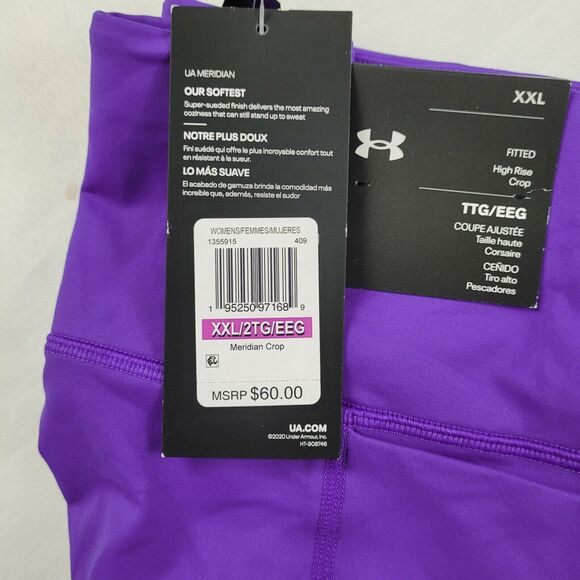 UA MERIDIAN
OUR SOFTEST
Super-sueded finish delivers the most amazing
coziness that can still stand up to sweat
NOTRE PLUS DOUX
Fini suédé qui offre le plus incroyable confort tout
en résistant à la sueur.
LO MÁS SUAVE
El acabado de gamuza brinda la comodidad más
increíble que, además, resiste el sudor
WOMENS/FEMMES/MUJERES
1355915 409
1 95250 97168 9
XXL/2TG/EEG
Meridian Crop
MSRP $60.00
UA.COM
©2020 Under Armour, Inc.
HT-908746
XXL
FITTED
High Rise
Crop
TTG/EEG
COUPE AJUSTÉE
Taille haute
Corsaire
CEÑIDO
Tiro alto
Pescadores